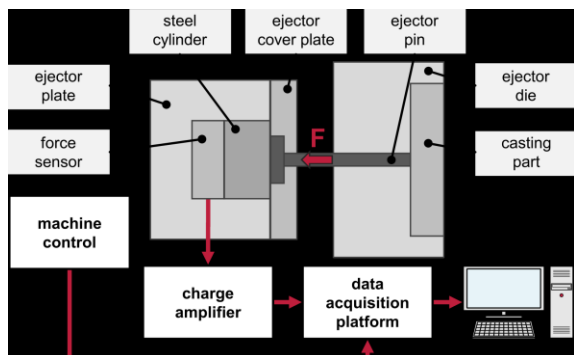 steel
cylinder
ejector
cover plate
ejector
pin
ejector
plate
ejector
die
force
sensor
F
casting
part
machine
control
charge
amplifier
data
acquisition
platform